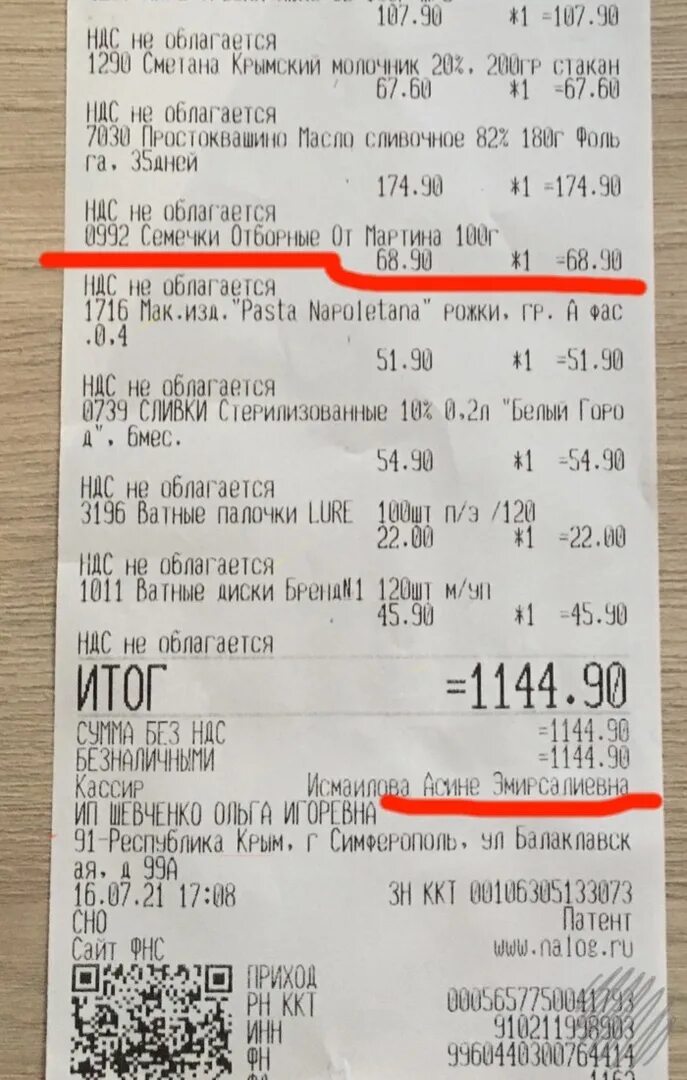 107.90 *1 =107.90
НДС не облагается
1290 Сметана Крымский молочник 20%, 200гр стакан
67.60 *1 =67.60
НДС не облагается
7030 Простоквашино Масло сливочное 82% 180г Фоль
га, 35дней
174.90 *1 =174.90
НДС не облагается
0992 Семечки Отборные От Мартина 100г
68.90 *1 =68.90
НДС не облагается
1716 Мак.изд."Pasta Napoletana" рожки, гр. А фас
.0,4
51.90 *1 =51.90
НДС не облагается
0739 СЛИВКИ Стерилизованные 10% 0,2л "Белый Горо
д", 6мес.
54.90 *1 =54.90
НДС не облагается
3196 Ватные палочки LURE 100шт п/э /120
22.00 *1 =22.00
НДС не облагается
1011 Ватные диски Бренд№1 120шт м/уп
45.90 *1 =45.90
НДС не облагается
ИТОГ =1144.90
СУММА БЕЗ НДС =1144.90
БЕЗНАЛИЧНЫМИ =1144.90
Кассир Исмаилова Асине Эмирсалиевна
ИП ШЕВЧЕНКО ОЛЬГА ИГОРЕВНА
91-Республика Крым, г Симферополь, ул Балаклавск
ая, д 99А
16.07.21 17:08 ЗН ККТ 00106305133073
СНО Патент
Сайт ФНС www.nalog.ru
ПРИХОД
РН ККТ 0005657750041793
ИНН 910211998903
ФН 9960440300764414